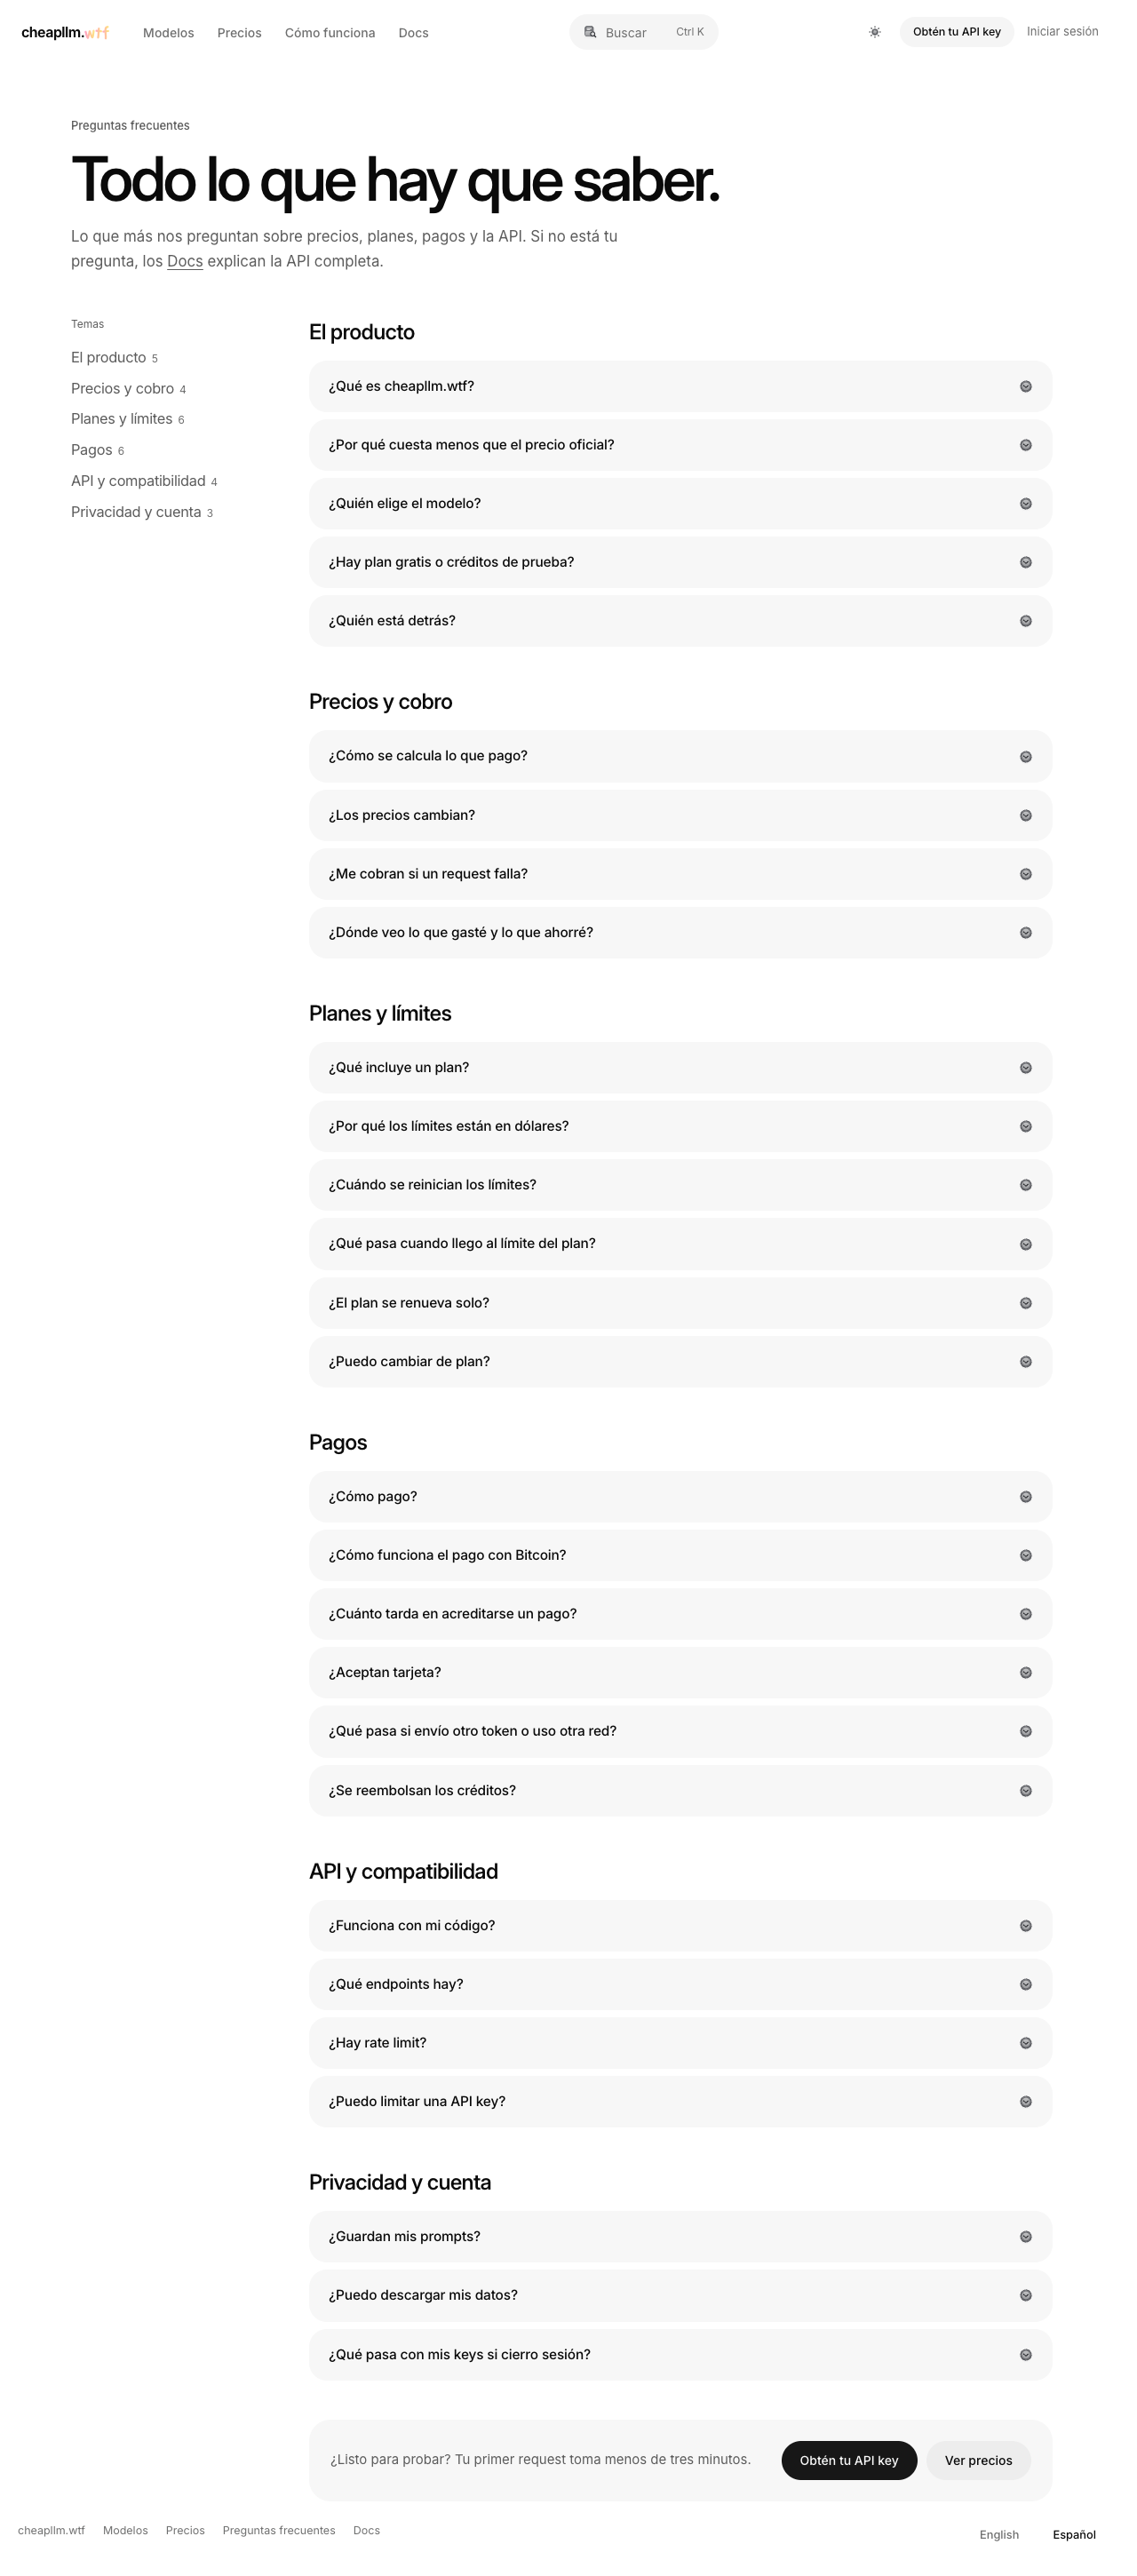 cheapllm.wtf
Modelos
Precios
Cómo funciona
Docs
Buscar
Ctrl K
Obtén tu API key
Iniciar sesión
Preguntas frecuentes
Todo lo que hay que saber.
Lo que más nos preguntan sobre precios, planes, pagos y la API. Si no está tu
pregunta, los Docs explican la API completa.
Temas
El producto 5
Precios y cobro 4
Planes y límites 6
Pagos 6
API y compatibilidad 4
Privacidad y cuenta 3
El producto
¿Qué es cheapllm.wtf?
¿Por qué cuesta menos que el precio oficial?
¿Quién elige el modelo?
¿Hay plan gratis o créditos de prueba?
¿Quién está detrás?
Precios y cobro
¿Cómo se calcula lo que pago?
¿Los precios cambian?
¿Me cobran si un request falla?
¿Dónde veo lo que gasté y lo que ahorré?
Planes y límites
¿Qué incluye un plan?
¿Por qué los límites están en dólares?
¿Cuándo se reinician los límites?
¿Qué pasa cuando llego al límite del plan?
¿El plan se renueva solo?
¿Puedo cambiar de plan?
Pagos
¿Cómo pago?
¿Cómo funciona el pago con Bitcoin?
¿Cuánto tarda en acreditarse un pago?
¿Aceptan tarjeta?
¿Qué pasa si envío otro token o uso otra red?
¿Se reembolsan los créditos?
API y compatibilidad
¿Funciona con mi código?
¿Qué endpoints hay?
¿Hay rate limit?
¿Puedo limitar una API key?
Privacidad y cuenta
¿Guardan mis prompts?
¿Puedo descargar mis datos?
¿Qué pasa con mis keys si cierro sesión?
¿Listo para probar? Tu primer request toma menos de tres minutos.
Obtén tu API key
Ver precios
cheapllm.wtf
Modelos
Precios
Preguntas frecuentes
Docs
English
Español